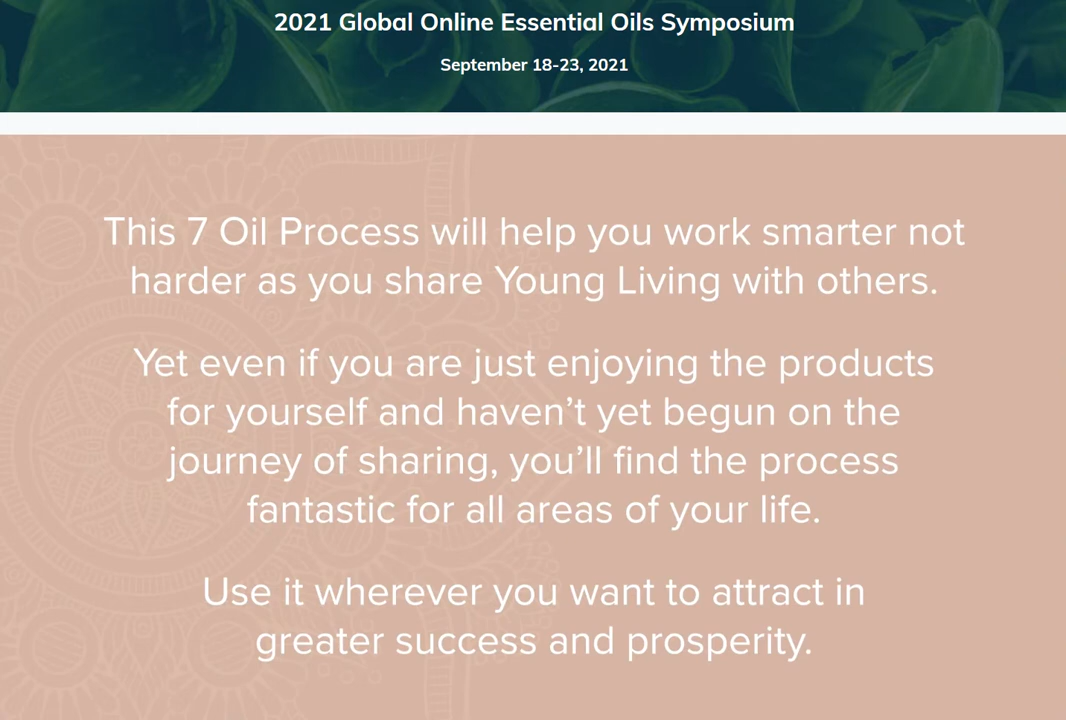 2021 Global Online Essential Oils Symposium
September 18-23, 2021
This 7 Oil Process will help you work smarter not
harder as you share Young Living with others.
Yet even if you are just enjoying the products
for yourself and haven’t yet begun on the
journey of sharing, you’ll find the process
fantastic for all areas of your life.
Use it wherever you want to attract in
greater success and prosperity.